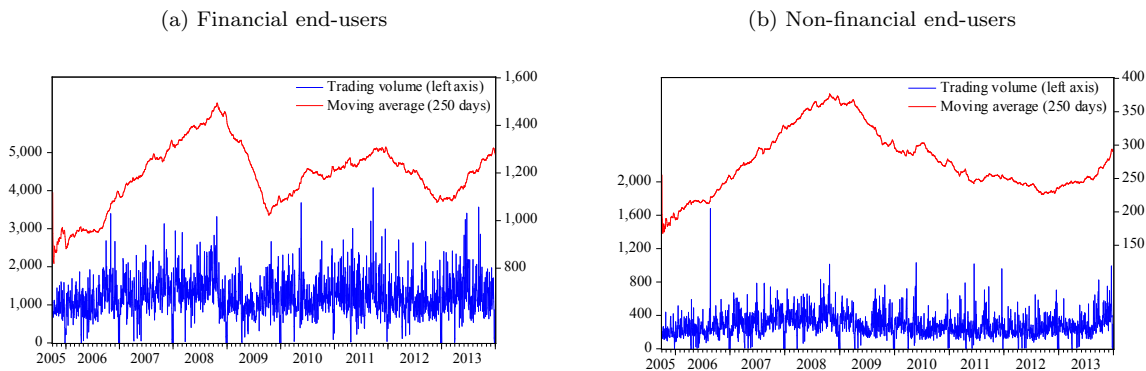 (a) Financial end-users
(b) Non-financial end-users
Trading volume (left axis)
Moving average (250 days)
1,600
1,400
1,200
1,000
800
5,000
4,000
3,000
2,000
1,000
0
2005 2006 2007 2008 2009 2010 2011 2012 2013
Trading volume (left axis)
Moving average (250 days)
400
350
300
250
200
150
2,000
1,600
1,200
800
400
0
2005 2006 2007 2008 2009 2010 2011 2012 2013